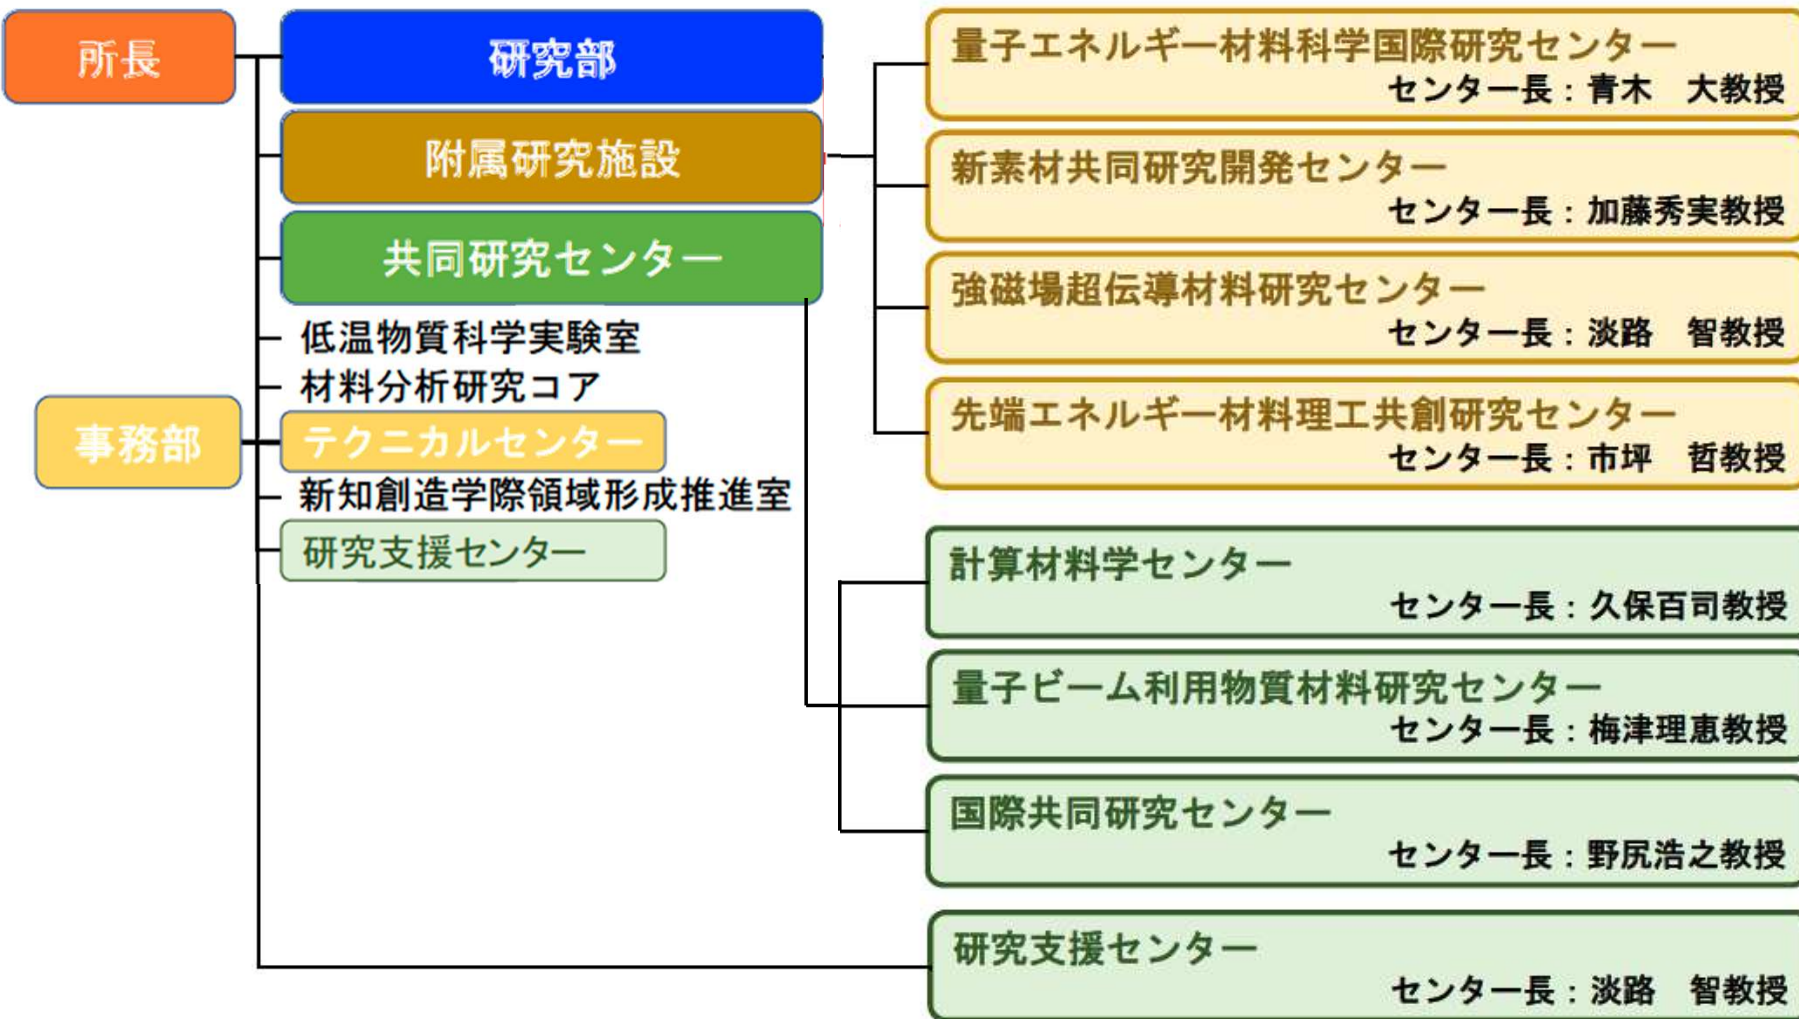 所長
研究部
附属研究施設
共同研究センター
低温物質科学実験室
材料分析研究コア
事務部
テクニカルセンター
新知創造学際領域形成推進室
研究支援センター
量子エネルギー材料科学国際研究センター
センター長：青木　大教授
新素材共同研究開発センター
センター長：加藤秀実教授
強磁場超伝導材料研究センター
センター長：淡路　智教授
先端エネルギー材料理工共創研究センター
センター長：市坪　哲教授
計算材料学センター
センター長：久保百司教授
量子ビーム利用物質材料研究センター
センター長：梅津理恵教授
国際共同研究センター
センター長：野尻浩之教授
研究支援センター
センター長：淡路　智教授